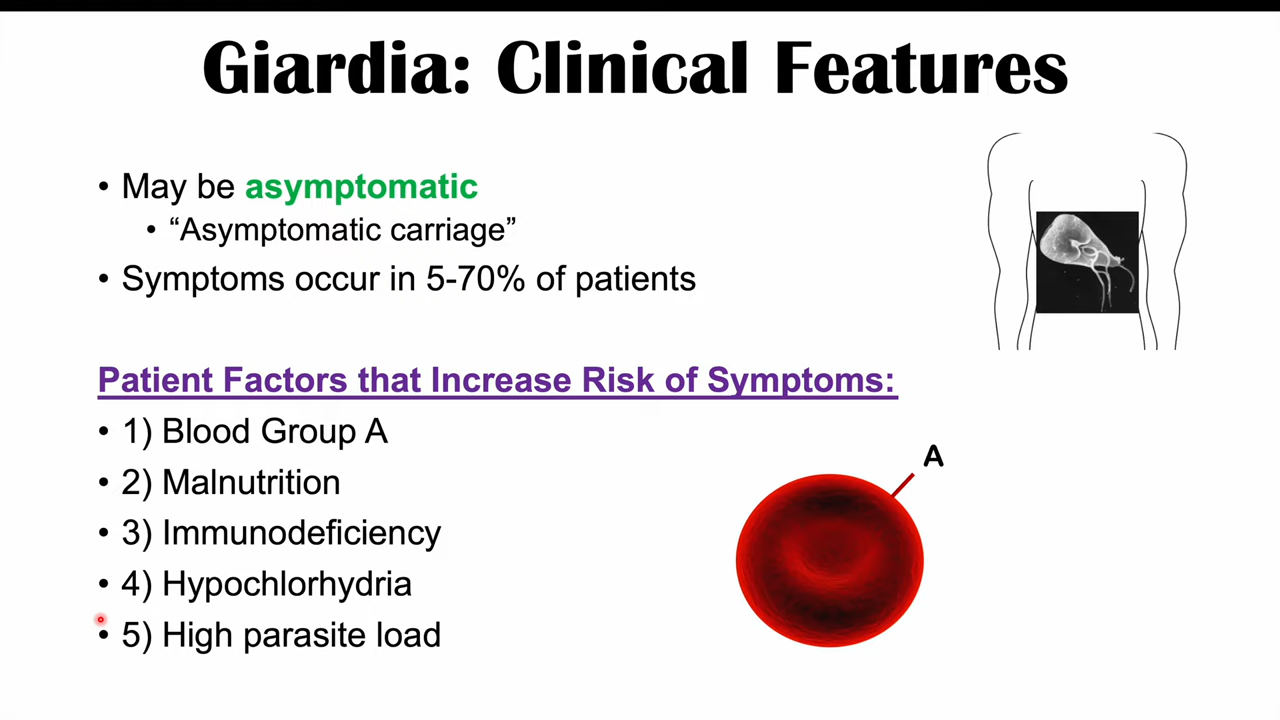 Giardia: Clinical Features
• May be asymptomatic
• “Asymptomatic carriage”
• Symptoms occur in 5-70% of patients
Patient Factors that Increase Risk of Symptoms:
• 1) Blood Group A
• 2) Malnutrition
• 3) Immunodeficiency
• 4) Hypochlorhydria
• 5) High parasite load
A